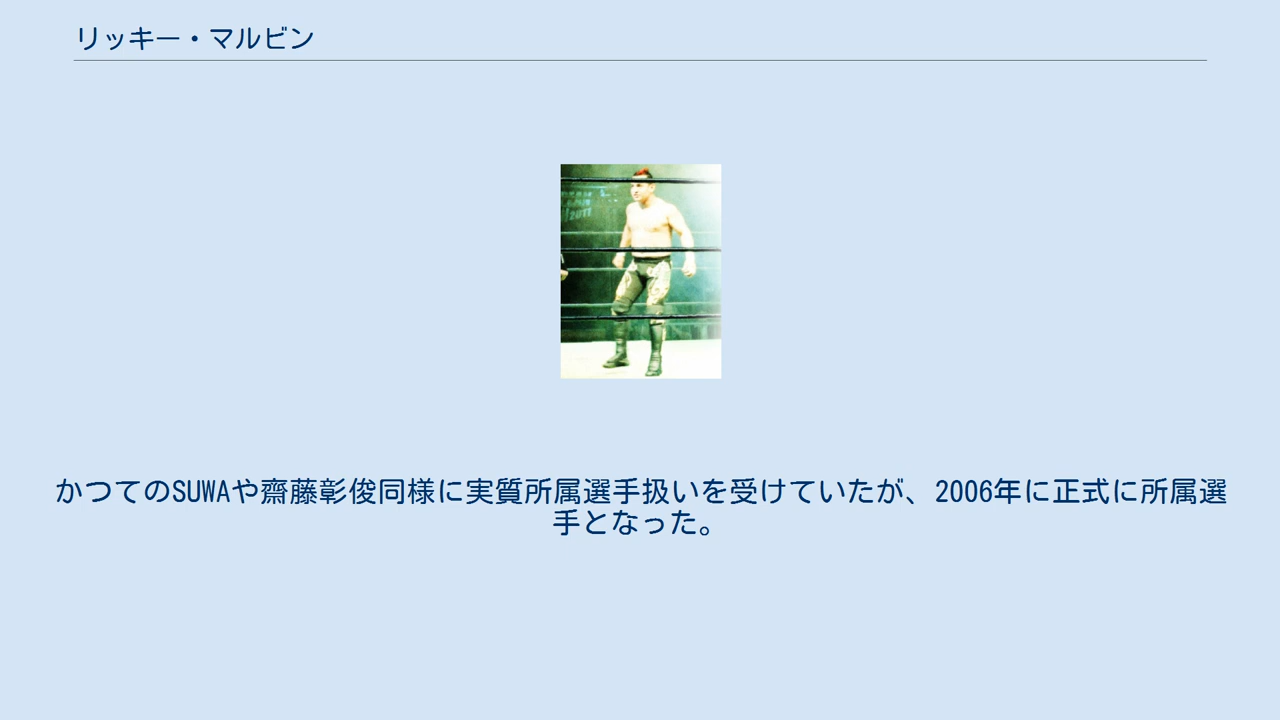 リッキー・マルビン
2011
かつてのSUWAや齋藤彰俊同様に実質所属選手扱いを受けていたが、2006年に正式に所属選
手となった。